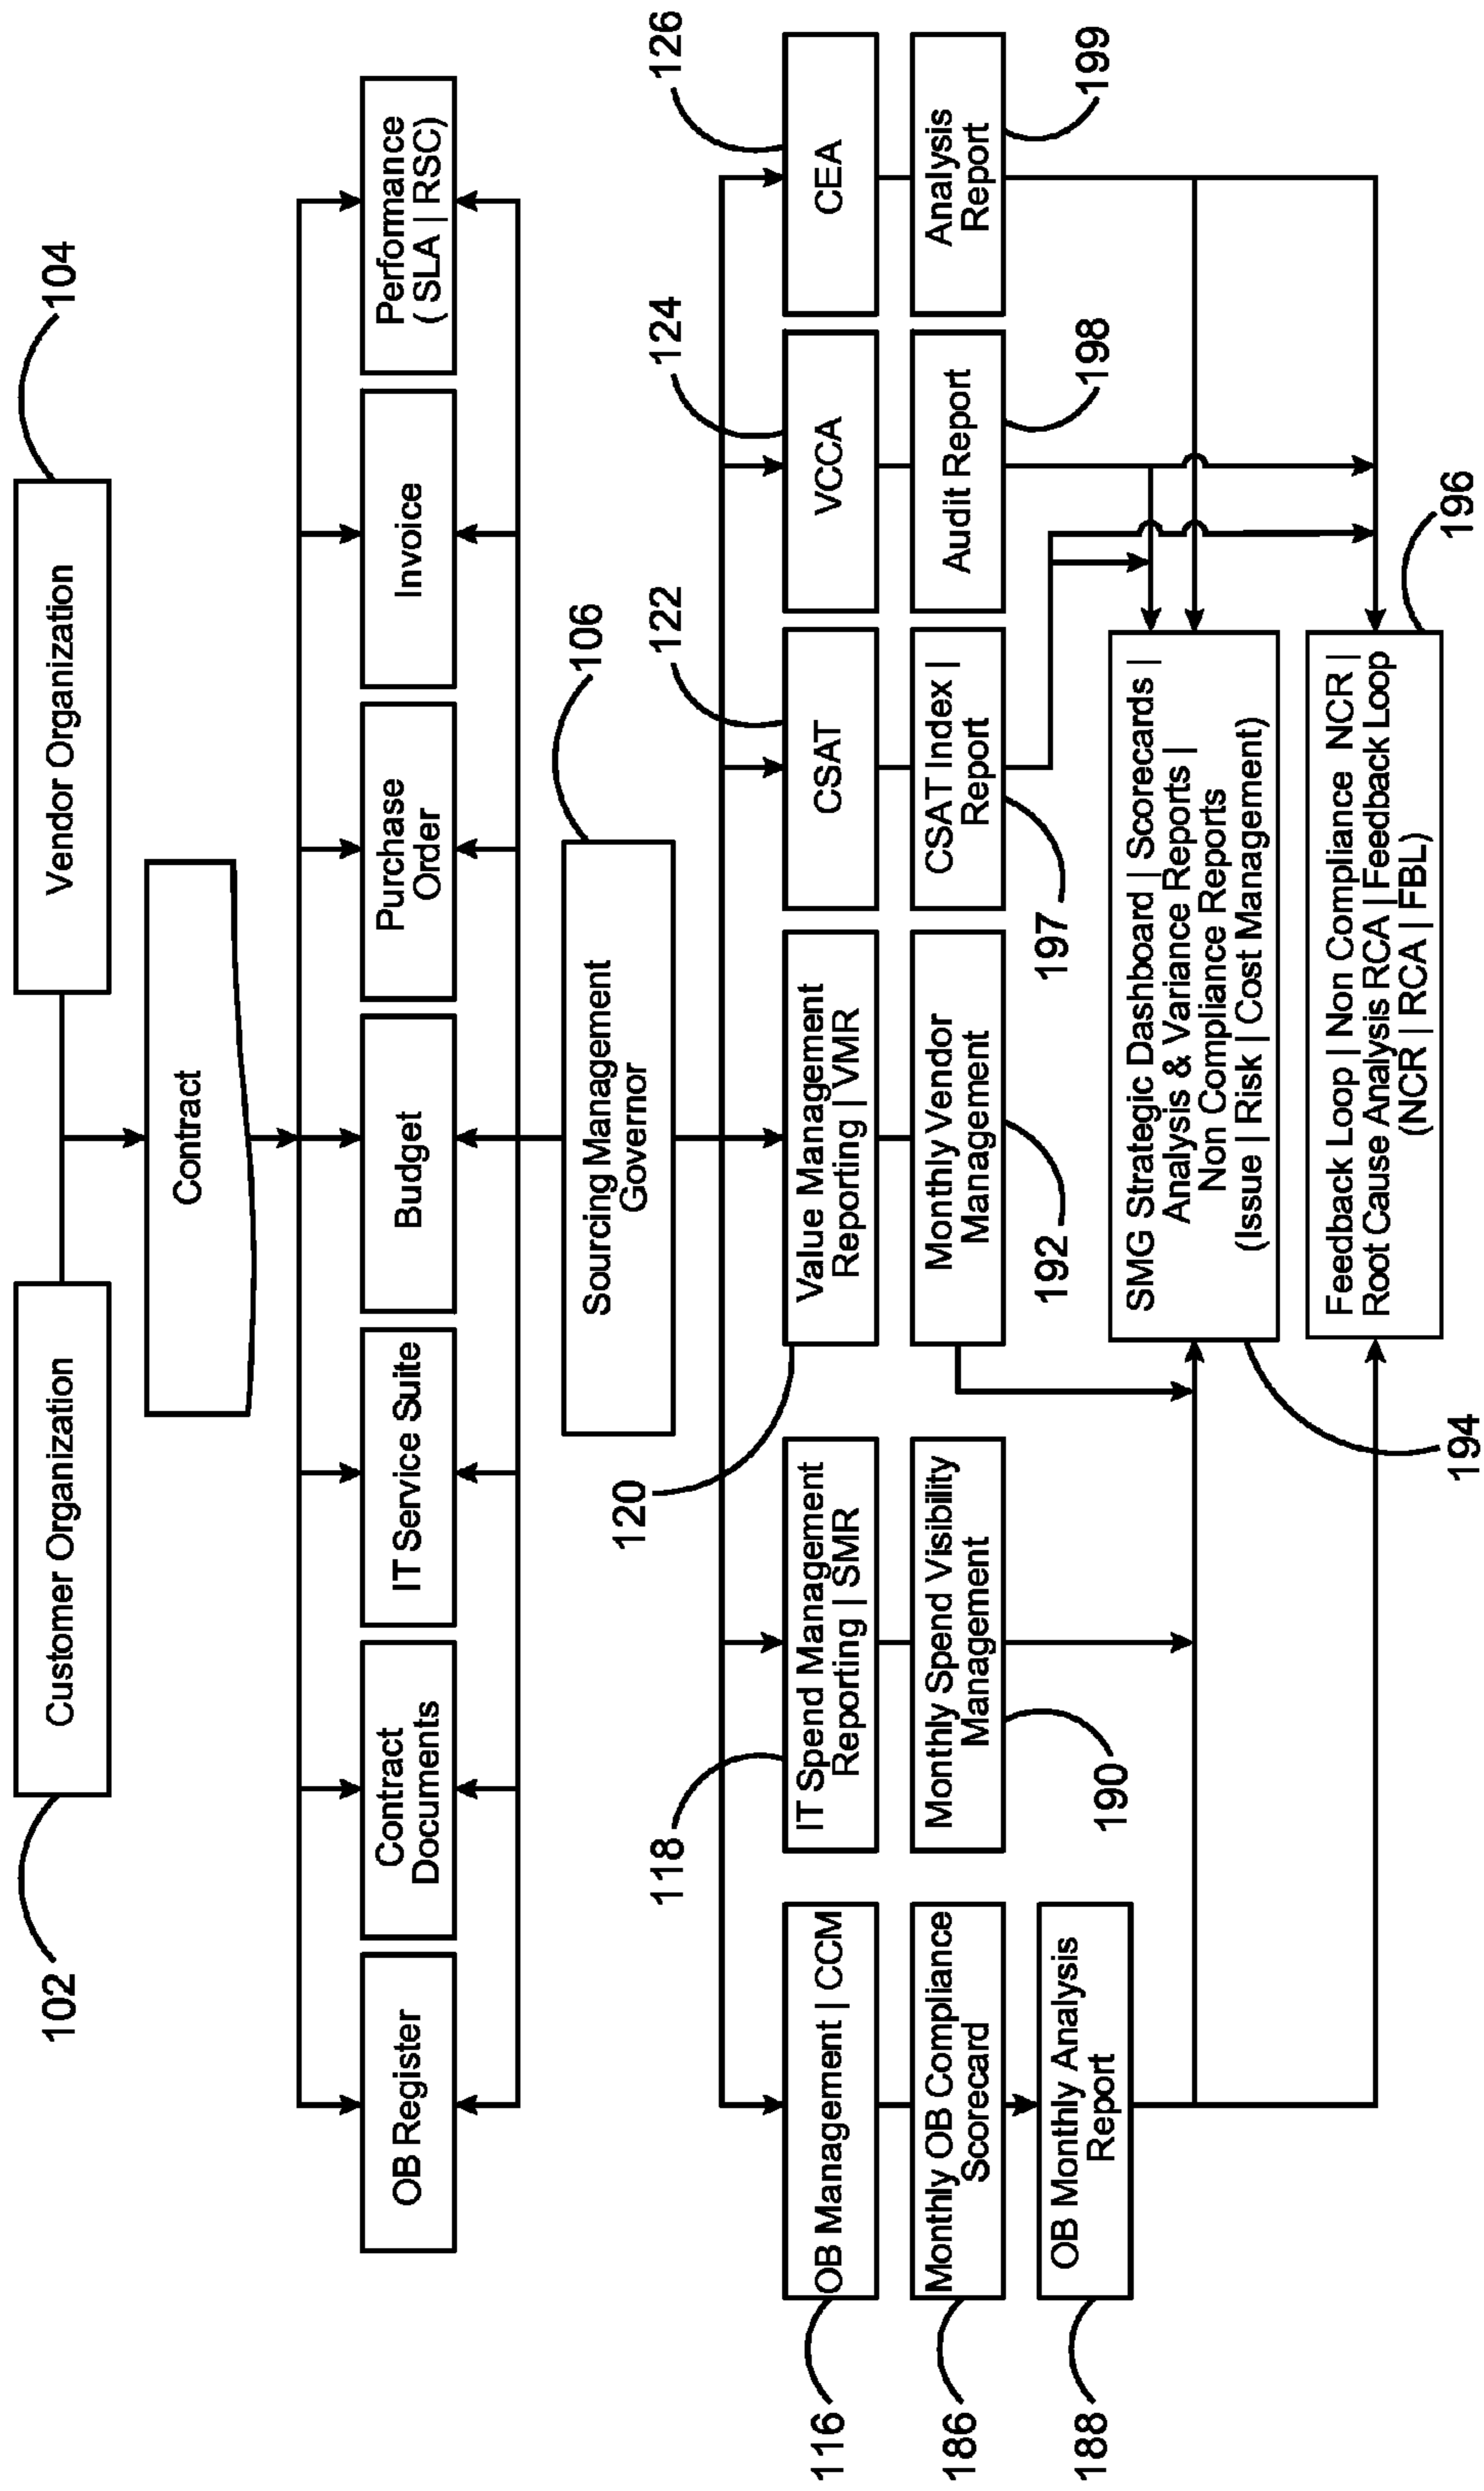 102
Customer Organization
Vendor Organization
104
Contract
OB Register
Contract
Documents
IT Service Suite
Budget
Purchase
Order
Invoice
Performance
( SLA | RSC)
Sourcing Management
Governor
106
116
OB Management | CCM
118
IT Spend Management
Reporting | SMR
120
Value Management
Reporting | VMR
CSAT
122
VCCA
124
CEA
126
186
Monthly OB Compliance
Scorecard
Monthly Spend Visibility
Management
190
Monthly Vendor
Management
192
CSAT Index |
Report
197
Audit Report
198
Analysis
Report
199
188
OB Monthly Analysis
Report
SMG Strategic Dashboard | Scorecards |
Analysis & Variance Reports |
Non Compliance Reports
(Issue | Risk | Cost Management)
194
Feedback Loop | Non Compliance NCR |
Root Cause Analysis RCA | Feedback Loop
(NCR | RCA | FBL)
196